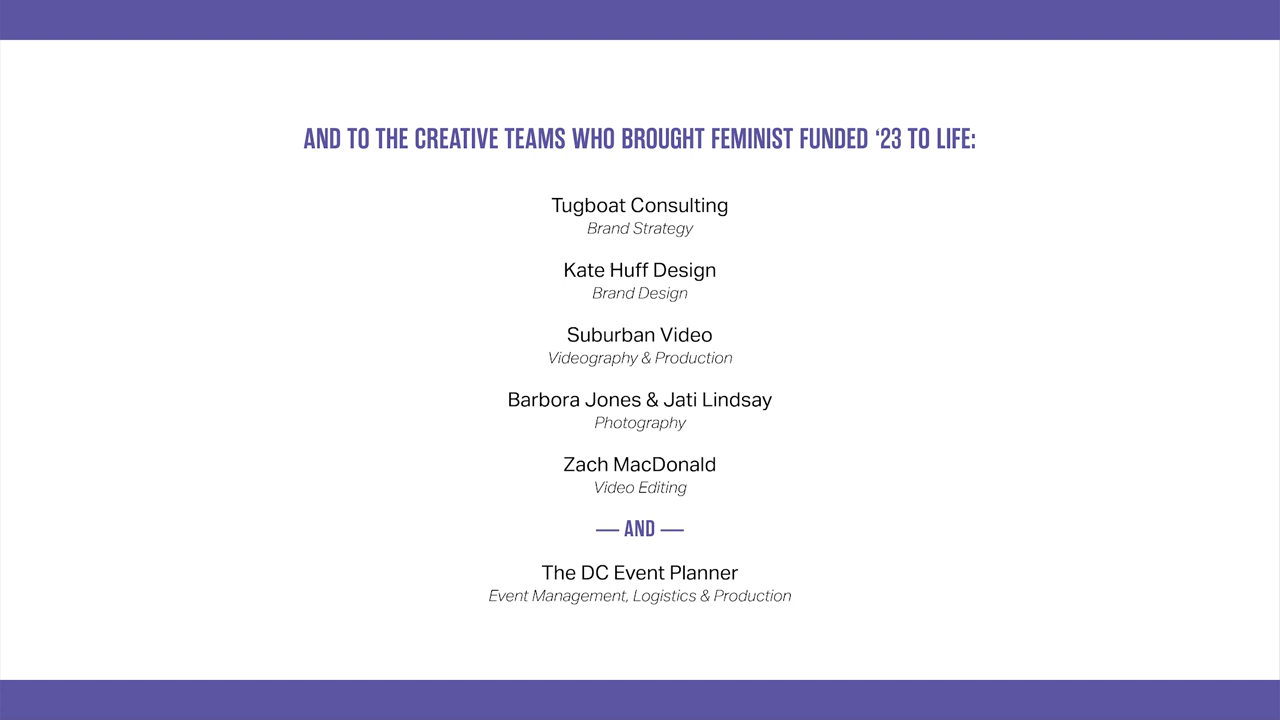 AND TO THE CREATIVE TEAMS WHO BROUGHT FEMINIST FUNDED ‘23 TO LIFE:
Tugboat Consulting
Brand Strategy
Kate Huff Design
Brand Design
Suburban Video
Videography & Production
Barbora Jones & Jati Lindsay
Photography
Zach MacDonald
Video Editing
— AND —
The DC Event Planner
Event Management, Logistics & Production